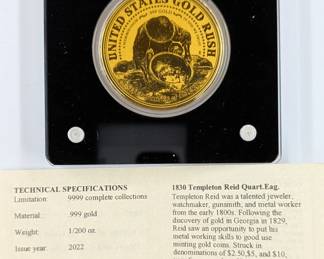 UNITED STATES GOLD RUSH
TECHNICAL SPECIFICATIONS
Limitation: 9999 complete collections
Material: .999 gold
Weight: 1/200 oz.
Issue year: 2022
1830 Templeton Reid Quart.Eag.
Templeton Reid was a talented jeweler,
watchmaker, gunsmith, and metal worker
from the early 1800s. Following the
discovery of gold in Georgia in 1829,
Reid saw an opportunity to put his
metal working skills to good use
minting gold coins. Struck in
denominations of $2.50,$5, and $10,